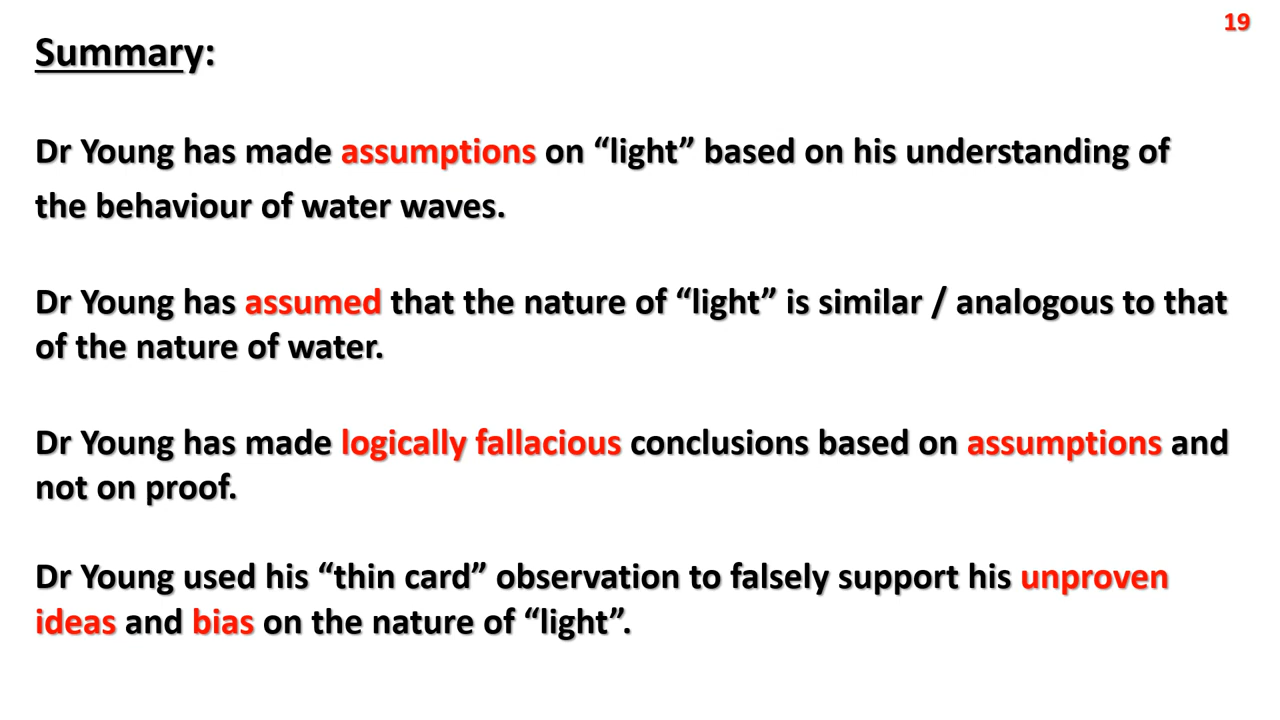 19
Summary:
Dr Young has made assumptions on “light” based on his understanding of
the behaviour of water waves.
Dr Young has assumed that the nature of “light” is similar / analogous to that
of the nature of water.
Dr Young has made logically fallacious conclusions based on assumptions and
not on proof.
Dr Young used his “thin card” observation to falsely support his unproven
ideas and bias on the nature of “light”.